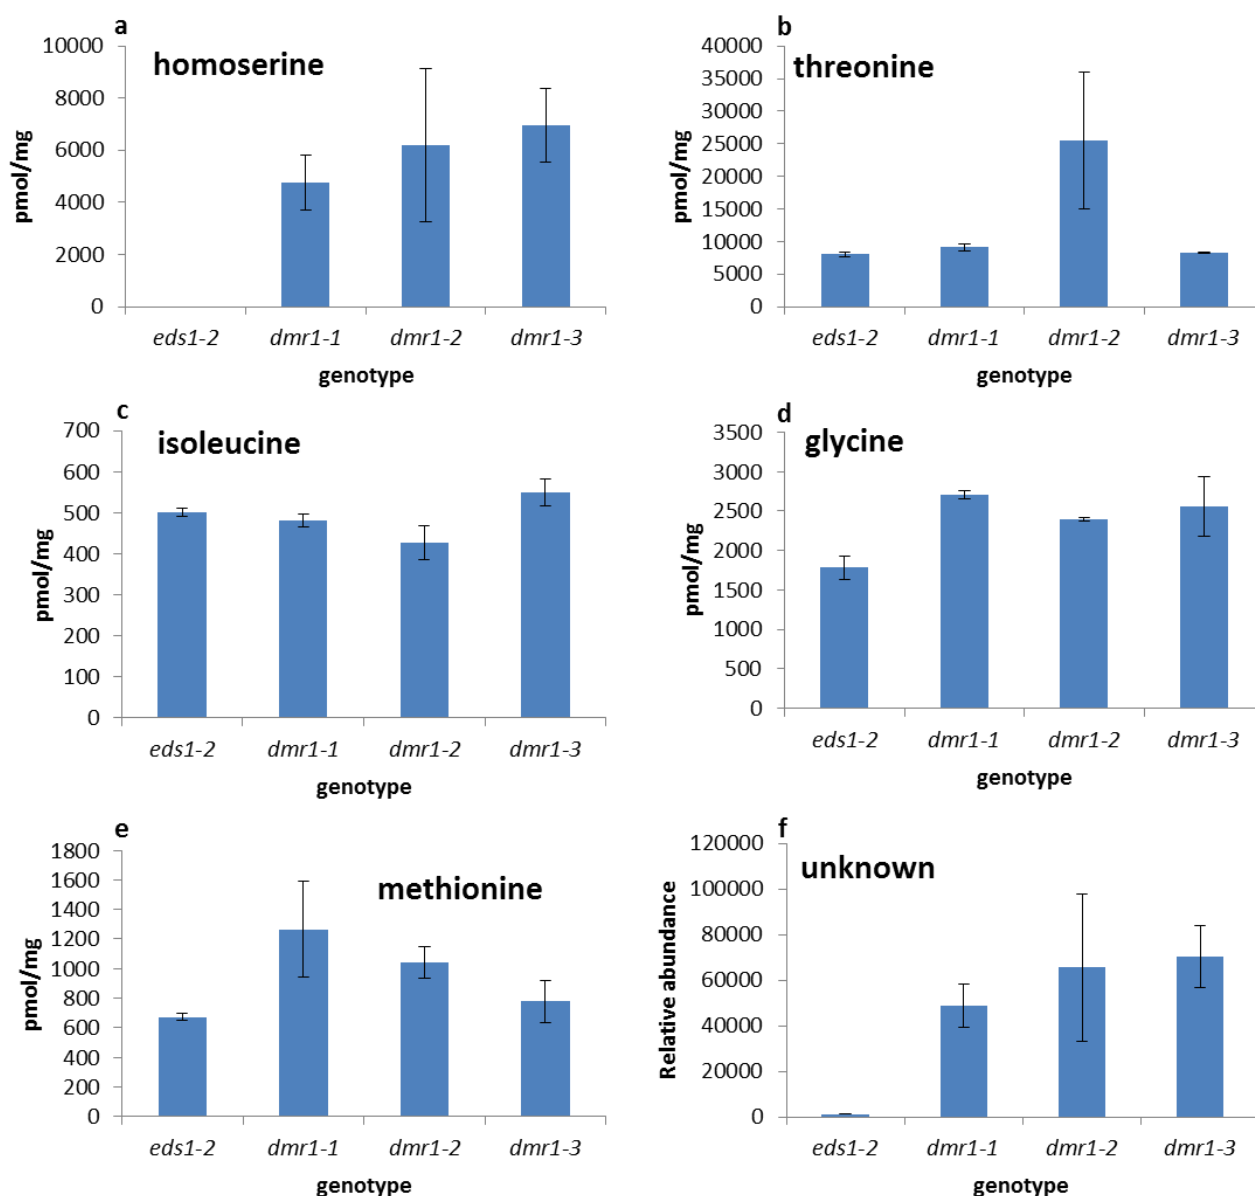 a
homoserine
10000
8000
6000
4000
2000
0
pmol/mg
eds1-2 dmr1-1 dmr1-2 dmr1-3
genotype
b
threonine
40000
35000
30000
25000
20000
15000
10000
5000
0
pmol/mg
eds1-2 dmr1-1 dmr1-2 dmr1-3
genotype
c
isoleucine
700
600
500
400
300
200
100
0
pmol/mg
eds1-2 dmr1-1 dmr1-2 dmr1-3
genotype
d
glycine
3500
3000
2500
2000
1500
1000
500
0
pmol/mg
eds1-2 dmr1-1 dmr1-2 dmr1-3
genotype
e
methionine
1800
1600
1400
1200
1000
800
600
400
200
0
pmol/mg
eds1-2 dmr1-1 dmr1-2 dmr1-3
genotype
f
unknown
120000
100000
80000
60000
40000
20000
0
Relative abundance
eds1-2 dmr1-1 dmr1-2 dmr1-3
genotype